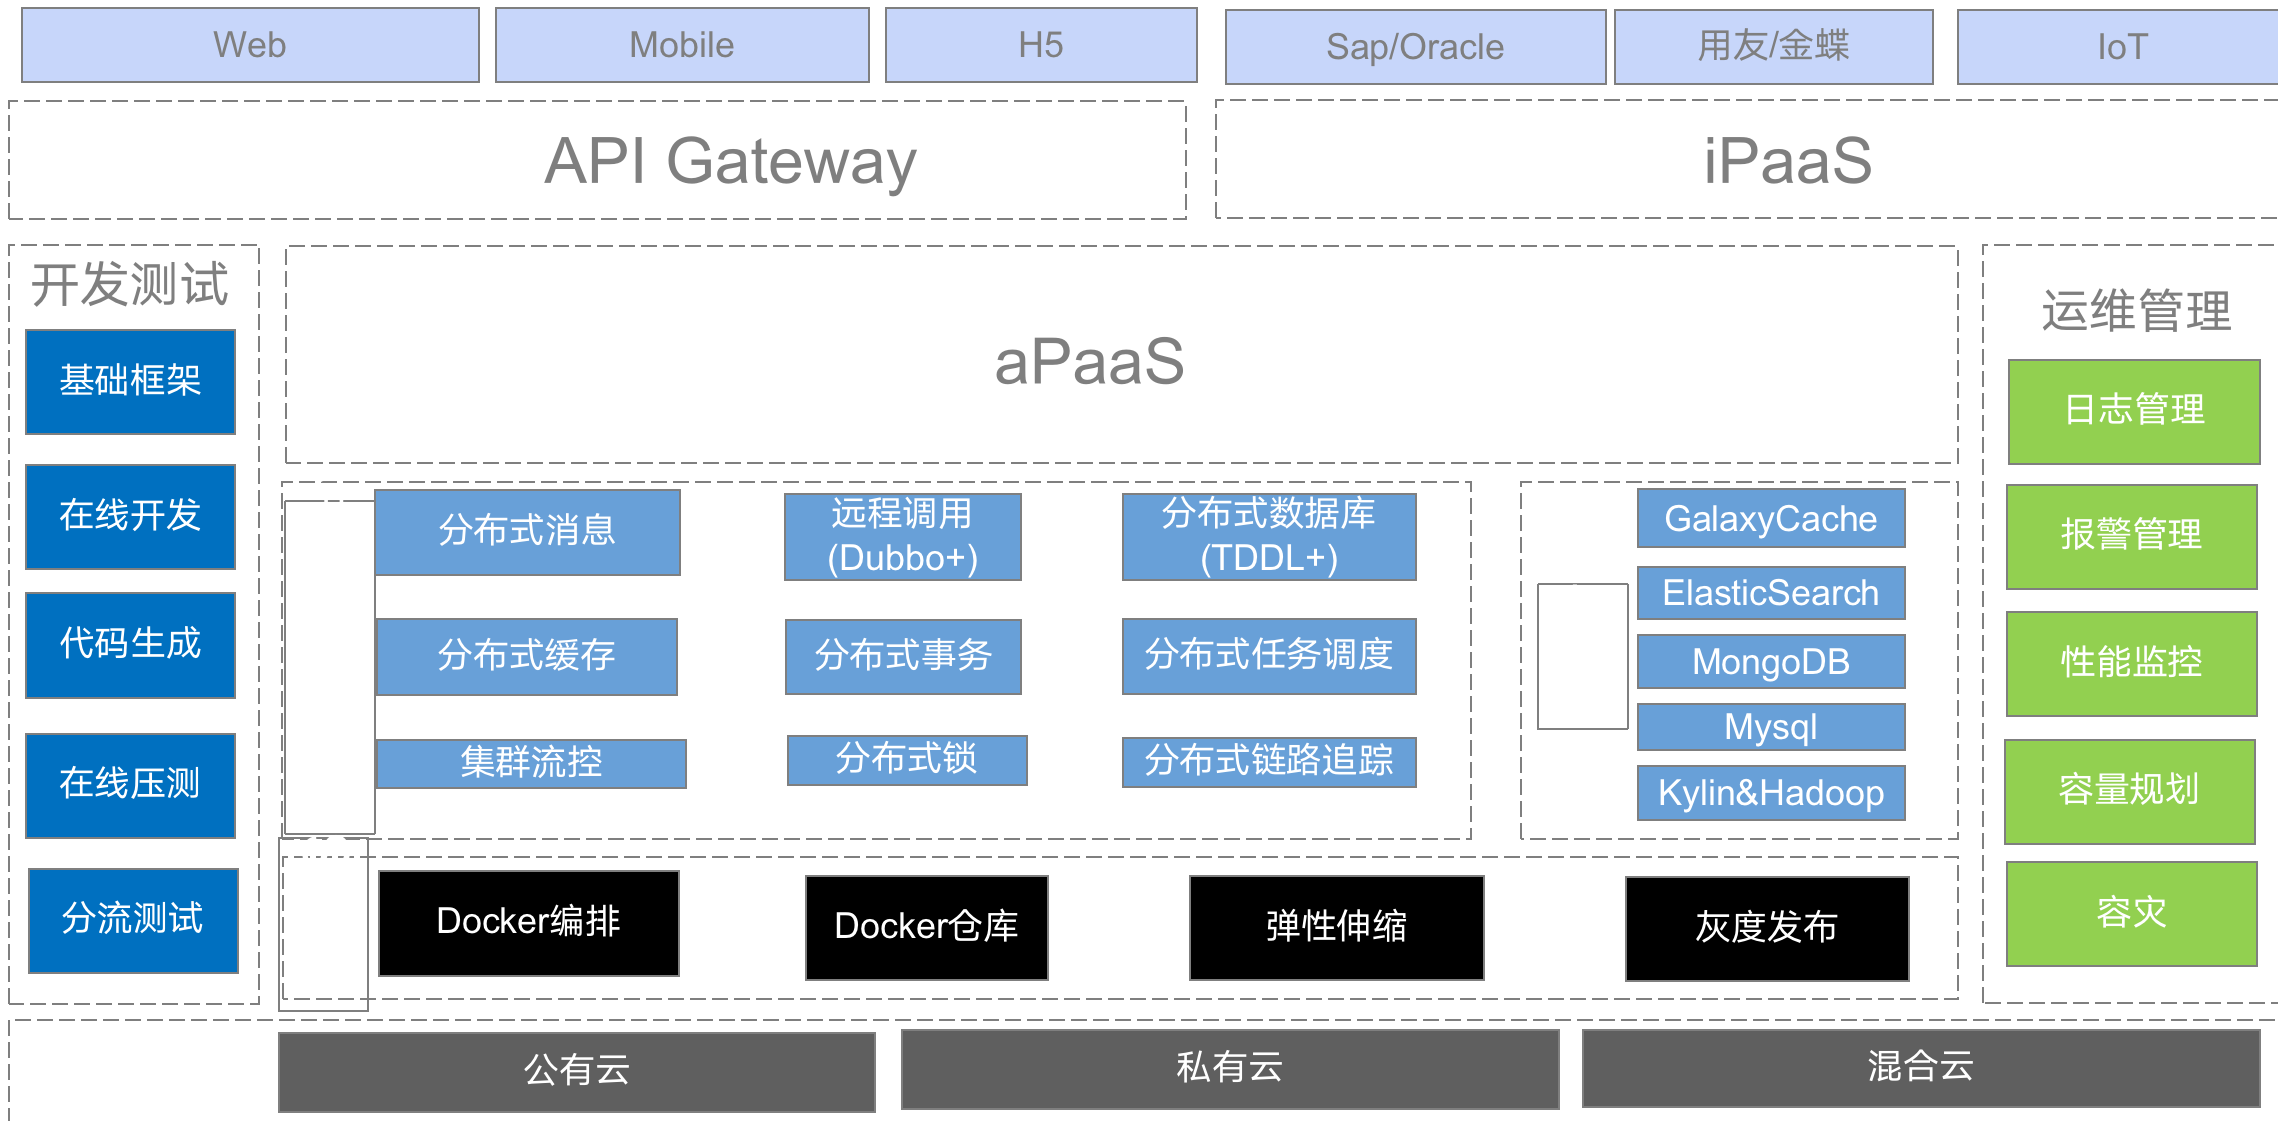 Web
Mobile
H5
Sap/Oracle
用友/金蝶
IoT
API Gateway
iPaaS
开发测试
基础框架
在线开发
代码生成
在线压测
分流测试
aPaaS
分布式消息
远程调用
(Dubbo+)
分布式数据库
(TDDL+)
分布式缓存
分布式事务
分布式任务调度
集群流控
分布式锁
分布式链路追踪
GalaxyCache
ElasticSearch
MongoDB
Mysql
Kylin&Hadoop
Docker编排
Docker仓库
弹性伸缩
灰度发布
运维管理
日志管理
报警管理
性能监控
容量规划
容灾
公有云
私有云
混合云